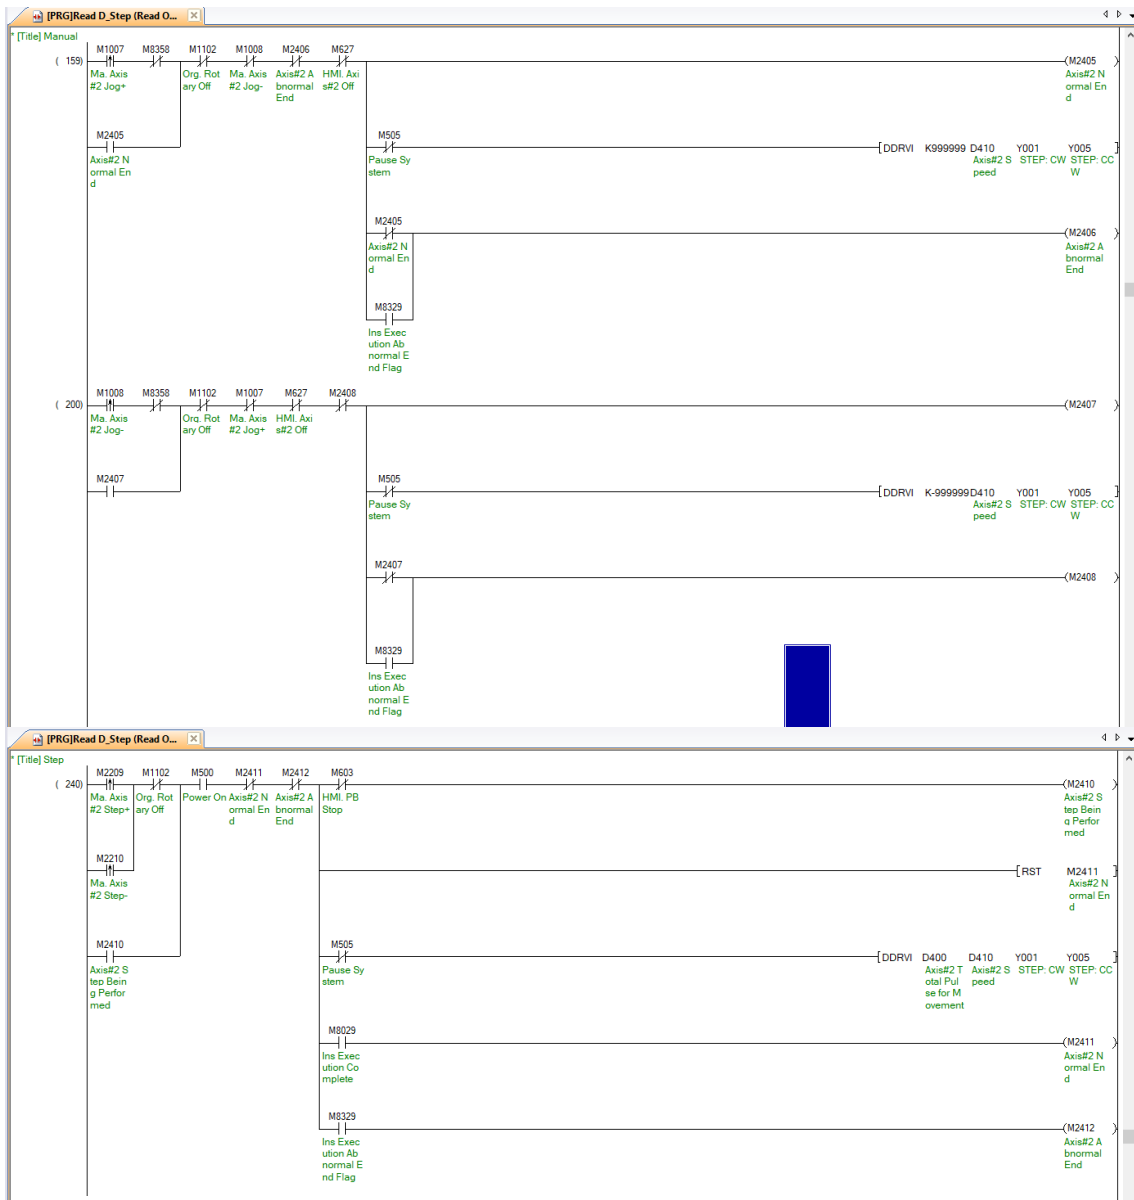 [PRG]Read D_Step (Read O...
* [Title] Manual
M1007 M8358 M1102 M1008 M2406 M627
( 159) (M2405 )
Ma. Axis Org. Rot Ma. Axis Axis#2 A HMI. Axi Axis#2 N
#2 Jog+ ary Off #2 Jog- bnormal s#2 Off ormal En
End d
M2405 M505
[DDRVI K999999 D410 Y001 Y005 ]
Axis#2 N Pause Sy Axis#2 S STEP: CW STEP: CC
ormal En stem peed W
d
M2405
(M2406 )
Axis#2 N Axis#2 A
ormal En bnormal
d End
M8329
Ins Exec
ution Ab
normal E
nd Flag
M1008 M8358 M1102 M1007 M627 M2408
( 200) (M2407 )
Ma. Axis Org. Rot Ma. Axis HMI. Axi
#2 Jog- ary Off #2 Jog+ s#2 Off
M2407 M505
[DDRVI K-999999D410 Y001 Y005 ]
Pause Sy Axis#2 S STEP: CW STEP: CC
stem peed W
M2407
(M2408 )
M8329
Ins Exec
ution Ab
normal E
nd Flag
[PRG]Read D_Step (Read O...
* [Title] Step
M2209 M1102 M500 M2411 M2412 M603
( 240) (M2410 )
Ma. Axis Org. Rot Power On Axis#2 N Axis#2 A HMI. PB Axis#2 S
#2 Step+ ary Off ormal En bnormal Stop tep Bein
d End g Perfor
med
M2210
[RST M2411 ]
Ma. Axis Axis#2 N
#2 Step- ormal En
d
M2410 M505
[DDRVI D400 D410 Y001 Y005 ]
Axis#2 S Pause Sy Axis#2 T Axis#2 S STEP: CW STEP: CC
tep Bein stem otal Pul peed W
g Perfor se for M
med ovement
M8029
(M2411 )
Ins Exec Axis#2 N
ution Co ormal En
mplete d
M8329
(M2412 )
Ins Exec Axis#2 A
ution Ab bnormal
normal E End
nd Flag